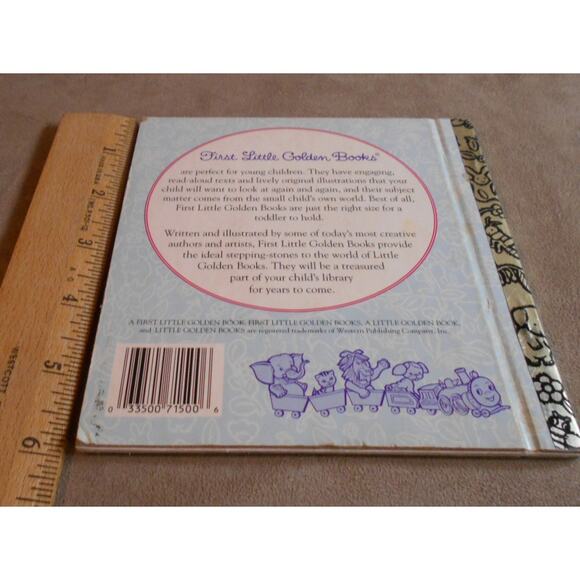 First Little Golden Books®
are perfect for young children. They have engaging,
read-aloud texts and lively original illustrations that your
child will want to look at again and again, and their subject
matter comes from the small child's own world. Best of all,
First Little Golden Books are just the right size for a
toddler to hold.
Written and illustrated by some of today's most creative
authors and artists, First Little Golden Books provide
the ideal stepping-stones to the world of Little
Golden Books. They will be a treasured
part of your child's library
for years to come.
A FIRST LITTLE GOLDEN BOOK, FIRST LITTLE GOLDEN BOOKS, A LITTLE GOLDEN BOOK,
and LITTLE GOLDEN BOOKS are registered trademarks of Western Publishing Company, Inc.
0 33500 71500 6
1
2
3
4
5
6